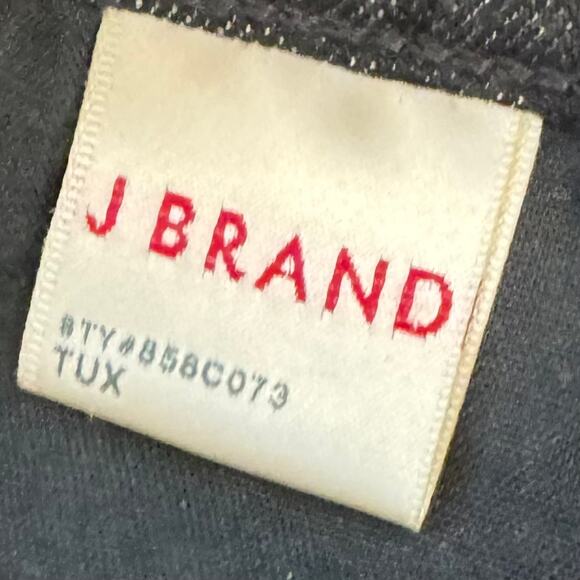 J BRAND
STY#858C073
TUX